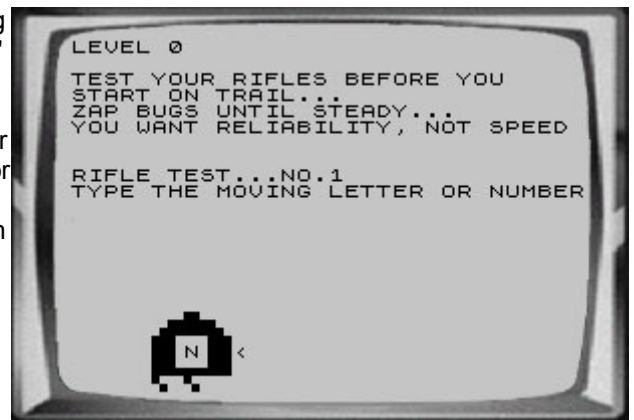 LEVEL 0
TEST YOUR RIFLES BEFORE YOU
START ON TRAIL...
ZAP BUGS UNTIL STEADY...
YOU WANT RELIABILITY, NOT SPEED
RIFLE TEST...NO.1
TYPE THE MOVING LETTER OR NUMBER
N <